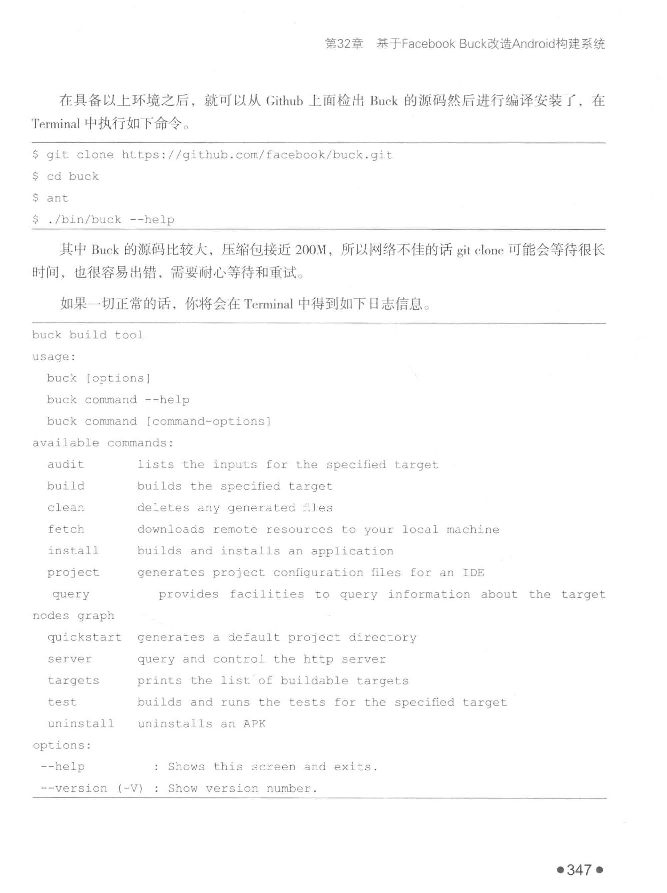 第32章 基于Facebook Buck改造Android构建系统
在具备以上环境之后，就可以从 Github 上面检出 Buck 的源码然后进行编译安装了，在
Terminal 中执行如下命令。
$ git clone https://github.com/facebook/buck.git
$ cd buck
$ ant
$ ./bin/buck --help
其中 Buck 的源码比较大，压缩包接近 200M，所以网络不佳的话 git clone 可能会等待很长
时间，也很容易出错，需要耐心等待和重试。
如果一切正常的话，你将会在 Terminal 中得到如下日志信息。
buck build tool
usage:
buck [options]
buck command --help
buck command [command-options]
available commands:
audit lists the inputs for the specified target
build builds the specified target
clean deletes any generated files
fetch downloads remote resources to your local machine
install builds and installs an application
project generates project configuration files for an IDE
query provides facilities to query information about the target
nodes graph
quickstart generates a default project directory
server query and control the http server
targets prints the list of buildable targets
test builds and runs the tests for the specified target
uninstall uninstalls an APK
options:
--help : Shows this screen and exits.
--version (-V) : Show version number.
●347●